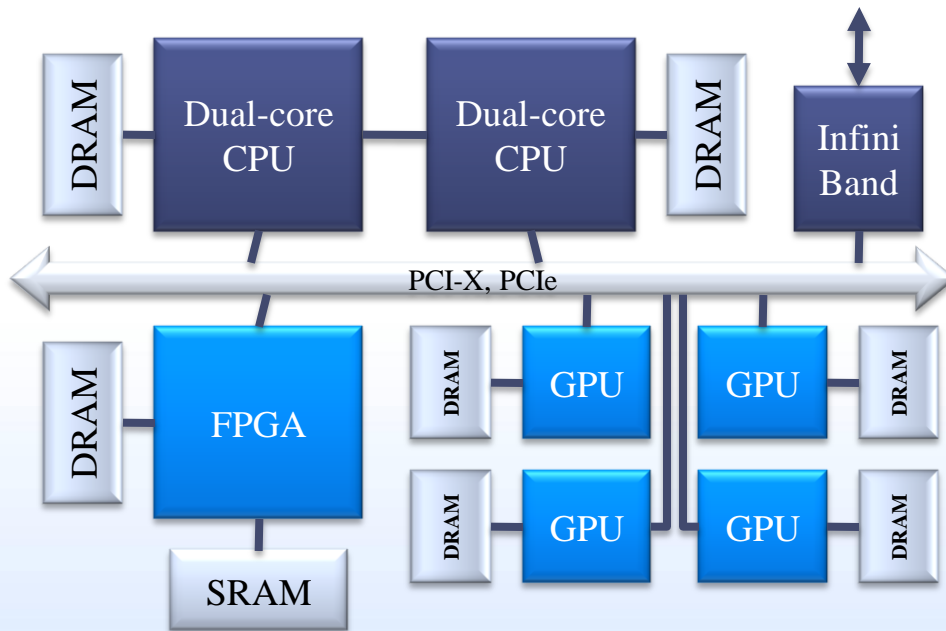 DRAM
Dual-core
CPU
Dual-core
CPU
DRAM
Infini
Band
PCI-X, PCIe
DRAM
FPGA
SRAM
DRAM
GPU
GPU
DRAM
DRAM
GPU
GPU
DRAM